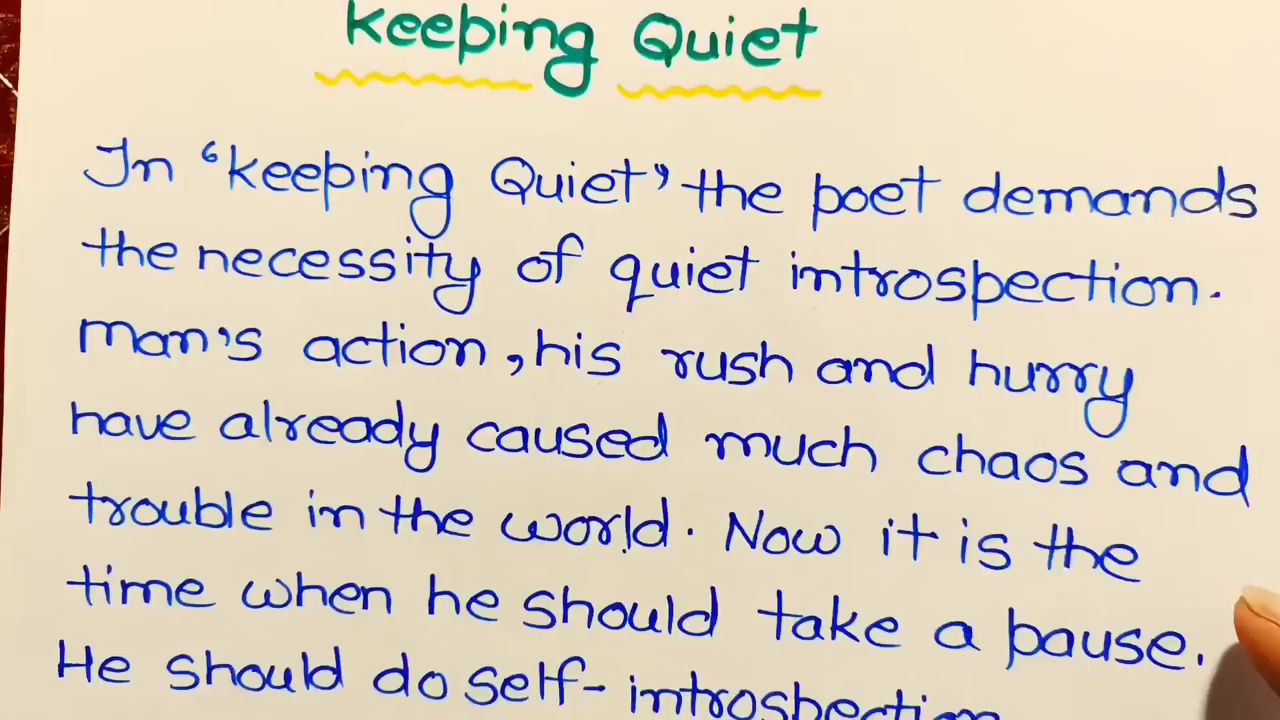 Keeping Quiet
In ‘keeping Quiet’ the poet demands
the necessity of quiet introspection.
Man's action, his rush and hurry
have already caused much chaos and
trouble in the world. Now it is the
time when he should take a pause.
He should do self-introspection